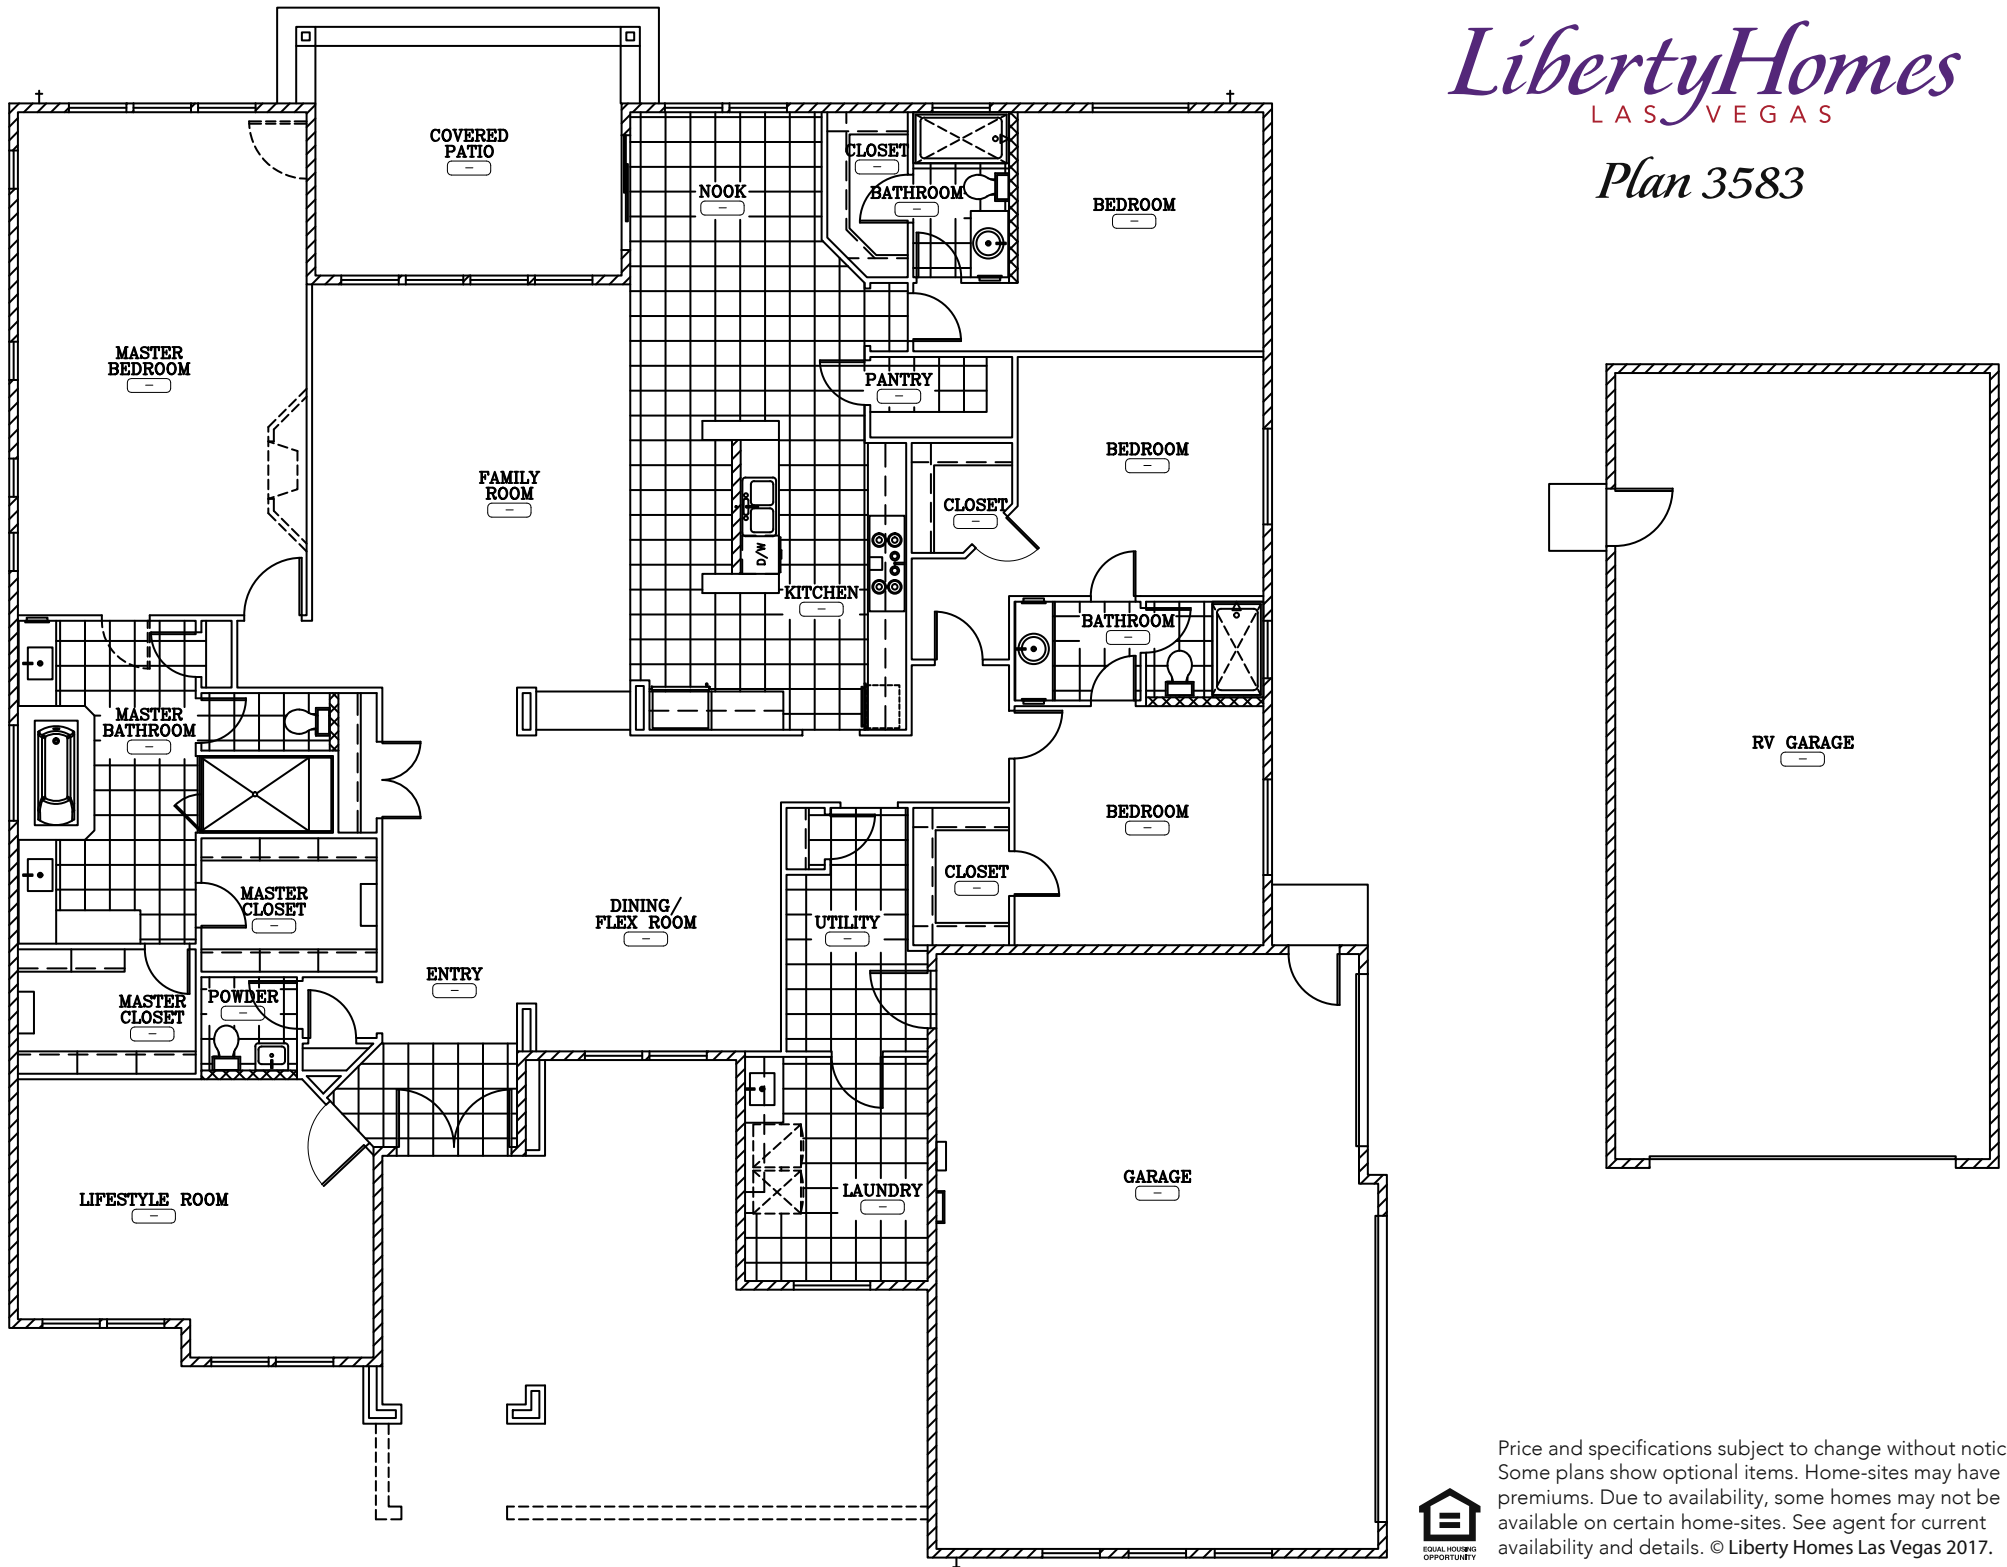 LibertyHomes
LAS VEGAS
Plan 3583
COVERED
PATIO
NOOK
CLOSET
BATHROOM
BEDROOM
MASTER
BEDROOM
PANTRY
FAMILY
ROOM
BEDROOM
CLOSET
D/W
KITCHEN
BATHROOM
MASTER
BATHROOM
RV GARAGE
BEDROOM
CLOSET
MASTER
CLOSET
DINING/
FLEX ROOM
UTILITY
ENTRY
POWDER
MASTER
CLOSET
LIFESTYLE ROOM
LAUNDRY
GARAGE
Price and specifications subject to change without notic
Some plans show optional items. Home-sites may have
premiums. Due to availability, some homes may not be
available on certain home-sites. See agent for current
availability and details. © Liberty Homes Las Vegas 2017.
EQUAL HOUSING
OPPORTUNITY